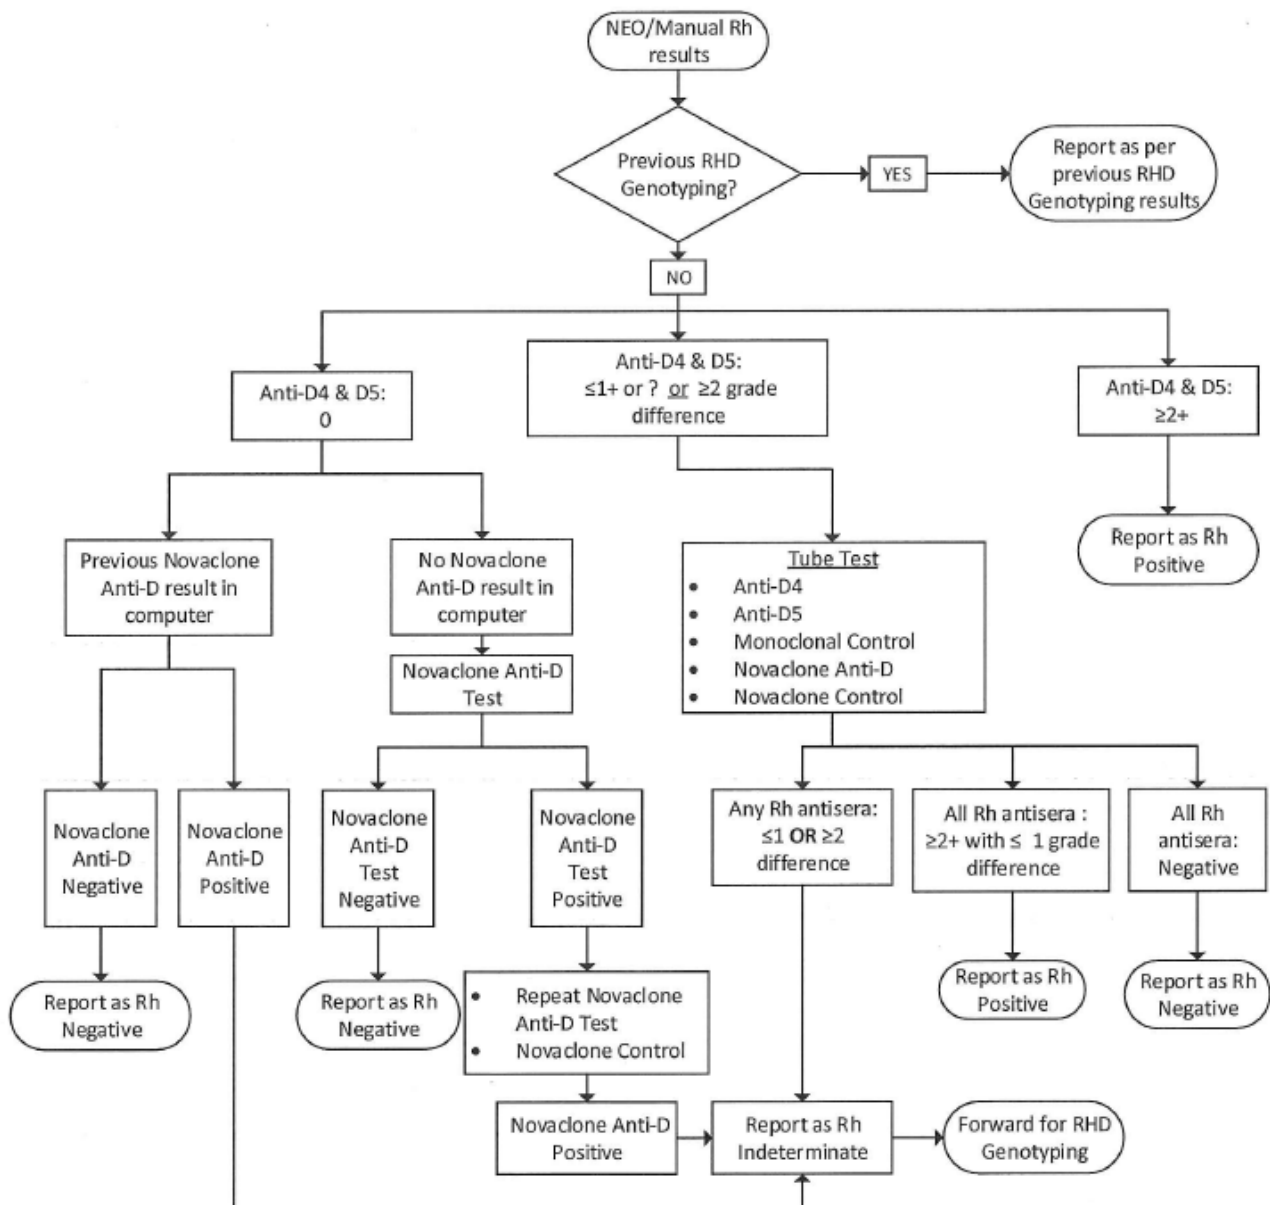 NEO/Manual Rh
results
Previous RHD
Genotyping?
YES
Report as per
previous RHD
Genotyping results
NO
Anti-D4 & D5:
0
Anti-D4 & D5:
≤1+ or ? or ≥2 grade
difference
Anti-D4 & D5:
≥2+
Previous Novaclone
Anti-D result in
computer
No Novaclone
Anti-D result in
computer
Tube Test
• Anti-D4
• Anti-D5
• Monoclonal Control
• Novaclone Anti-D
• Novaclone Control
Report as Rh
Positive
Novaclone Anti-D
Test
Novaclone
Anti-D
Negative
Novaclone
Anti-D
Positive
Novaclone
Anti-D
Test
Negative
Novaclone
Anti-D
Test
Positive
Any Rh antisera:
≤1 OR ≥2
difference
All Rh antisera :
≥2+ with ≤ 1 grade
difference
All Rh
antisera:
Negative
Report as Rh
Negative
Report as Rh
Negative
• Repeat Novaclone
Anti-D Test
• Novaclone Control
Report as Rh
Positive
Report as Rh
Negative
Novaclone Anti-D
Positive
Report as Rh
Indeterminate
Forward for RHD
Genotyping